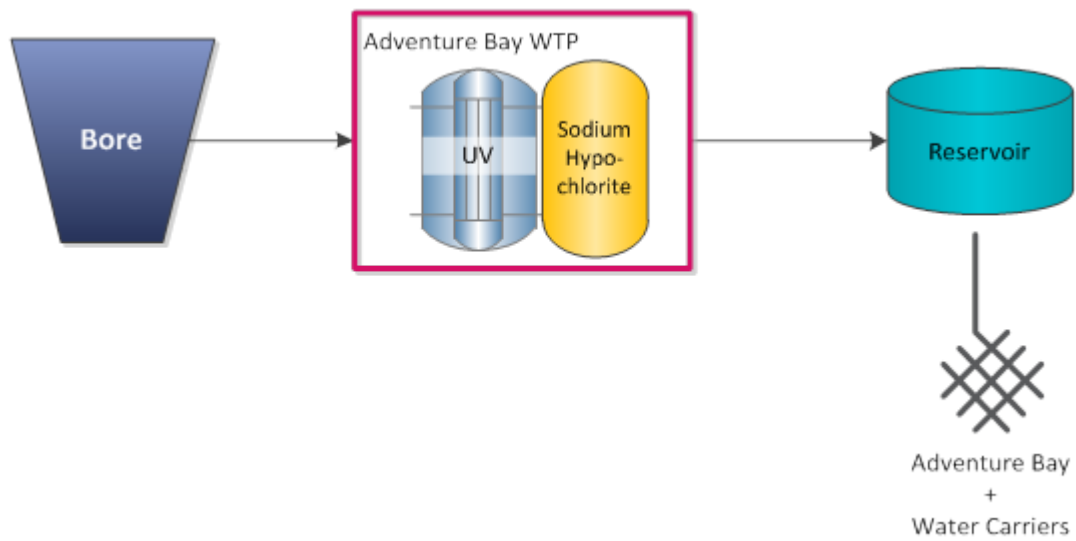 Adventure Bay WTP
Bore
UV
Sodium
Hypo-
chlorite
Reservoir
Adventure Bay
+
Water Carriers